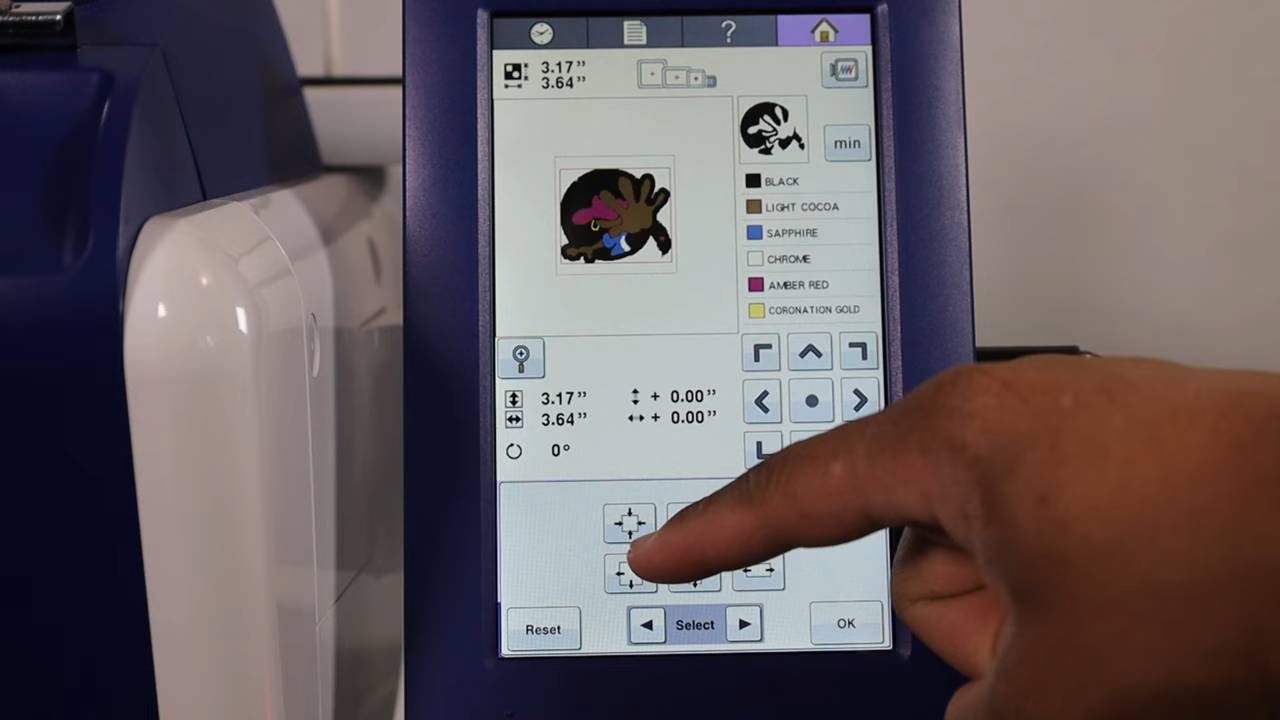 ?
3.17"
3.64"
min
BLACK
LIGHT COCOA
SAPPHIRE
CHROME
AMBER RED
CORONATION GOLD
3.17" + 0.00"
3.64" + 0.00"
0°
Reset
Select
OK